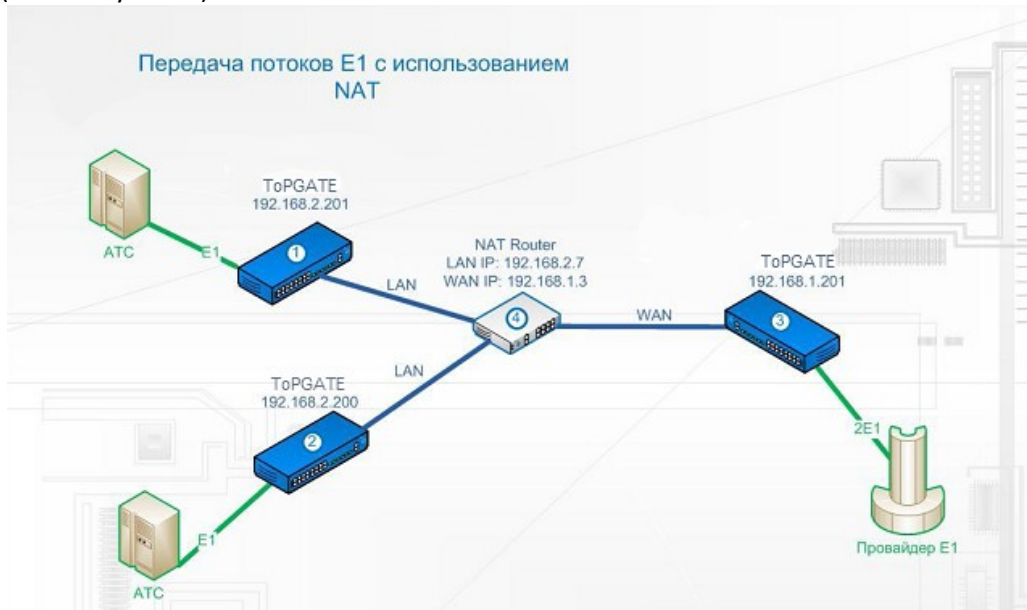 Передача потоков E1 с использованием
NAT
ToPGATE
192.168.2.201
1
АТС
E1
LAN
NAT Router
LAN IP: 192.168.2.7
WAN IP: 192.168.1.3
4
WAN
ToPGATE
192.168.1.201
3
LAN
ToPGATE
192.168.2.200
2
E1
АТС
2E1
Провайдер E1